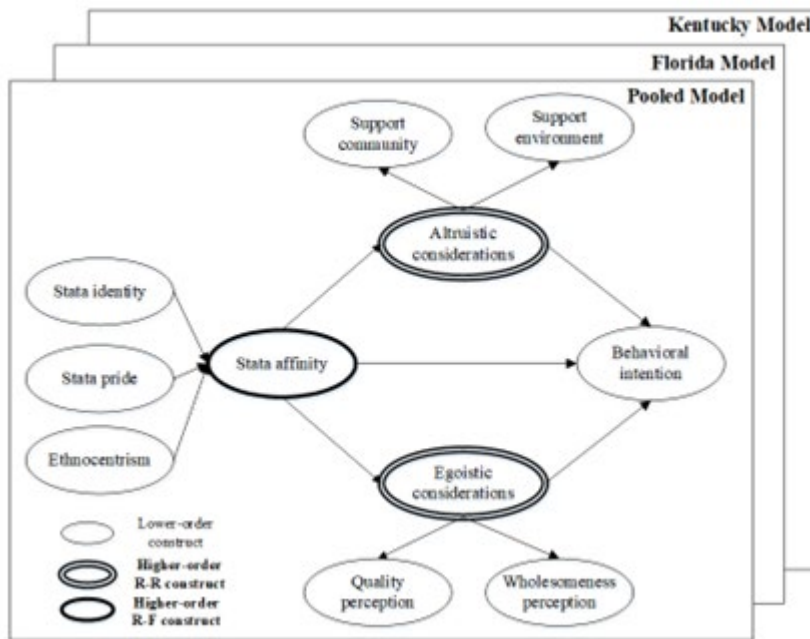 Kentucky Model
Florida Model
Pooled Model
Support
community
Support
environment
Altruistic
considerations
Stata identity
Stata pride
Ethnocentrism
Stata affinity
Behavioral
intention
Egoistic
considerations
Quality
perception
Wholesomeness
perception
Lower-order
construct
Higher-order
R-R construct
Higher-order
R-F construct